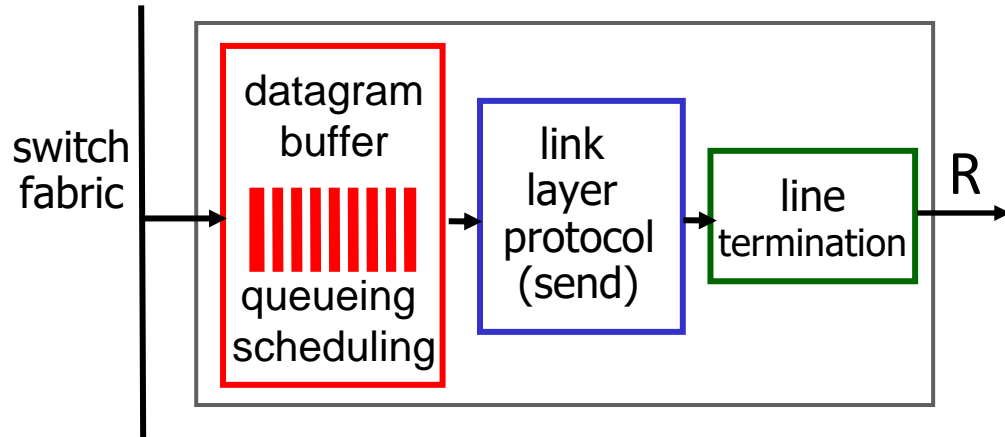 switch
fabric
datagram
buffer
queueing
scheduling
link
layer
protocol
(send)
line
termination
R